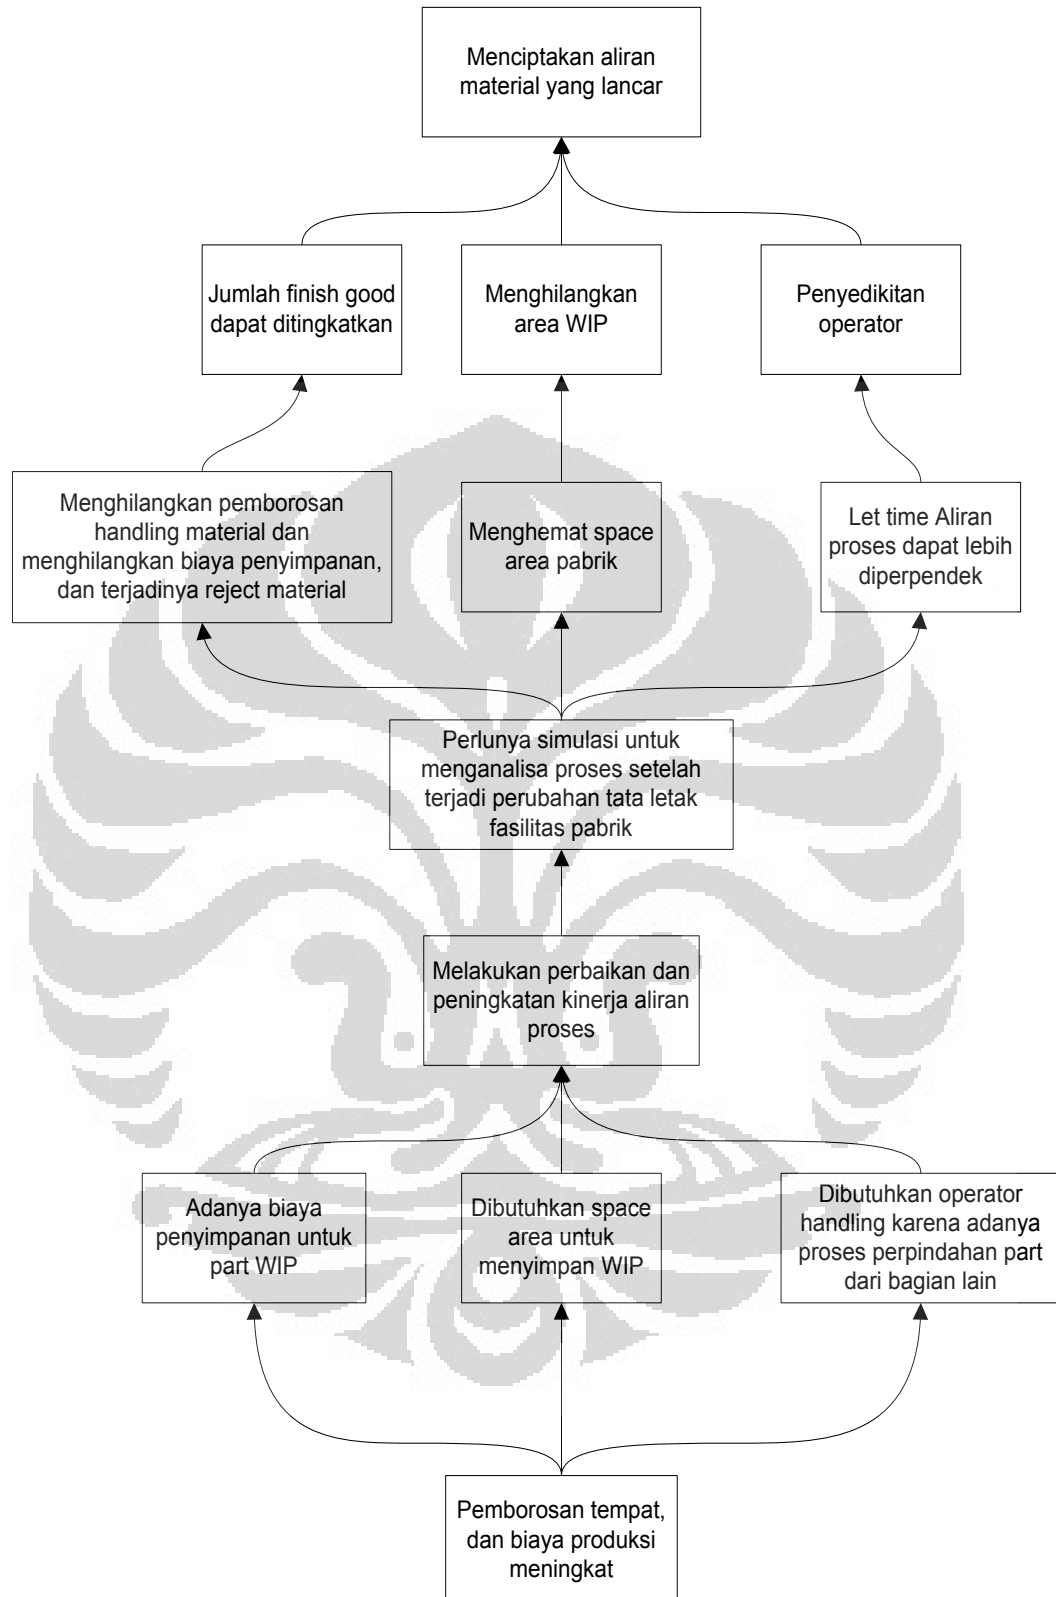 Menciptakan aliran
material yang lancar
Jumlah finish good
dapat ditingkatkan
Menghilangkan
area WIP
Penyedikitan
operator
Menghilangkan pemborosan
handling material dan
menghilangkan biaya penyimpanan,
dan terjadinya reject material
Menghemat space
area pabrik
Let time Aliran
proses dapat lebih
diperpendek
Perlunya simulasi untuk
menganalisa proses setelah
terjadi perubahan tata letak
fasilitas pabrik
Melakukan perbaikan dan
peningkatan kinerja aliran
proses
Adanya biaya
penyimpanan untuk
part WIP
Dibutuhkan space
area untuk
menyimpan WIP
Dibutuhkan operator
handling karena adanya
proses perpindahan part
dari bagian lain
Pemborosan tempat,
dan biaya produksi
meningkat